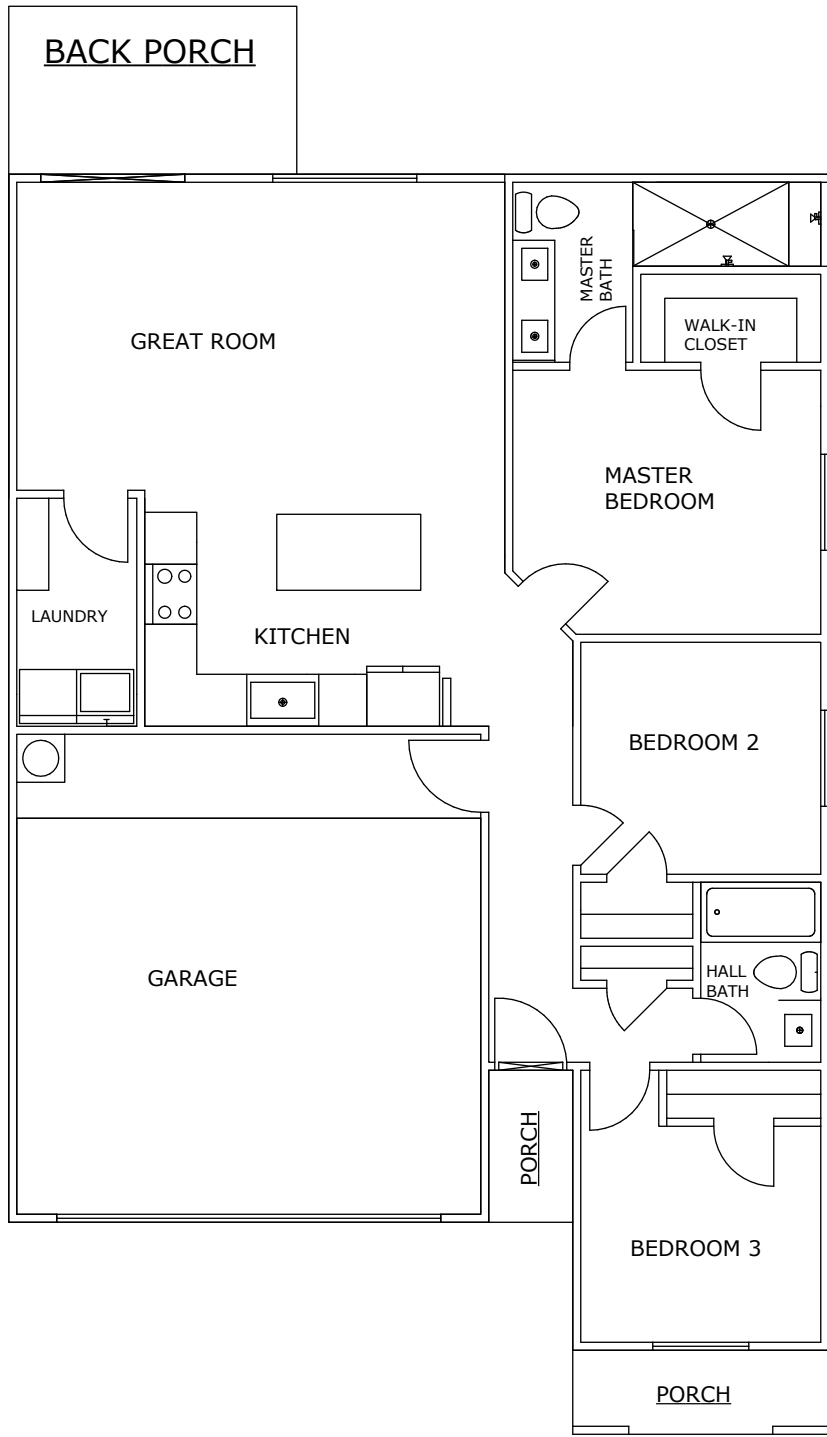 BACK PORCH
MASTER
BATH
GREAT ROOM
WALK-IN
CLOSET
MASTER
BEDROOM
LAUNDRY
KITCHEN
BEDROOM 2
GARAGE
HALL
BATH
PORCH
BEDROOM 3
PORCH